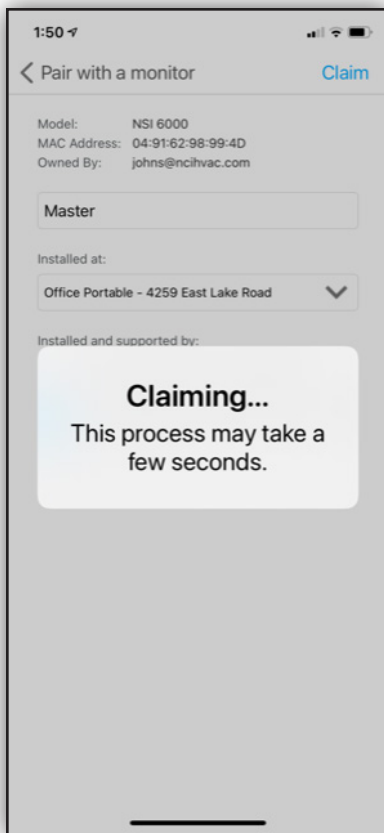 1:50
Pair with a monitor Claim
Model: NSI 6000
MAC Address: 04:91:62:98:99:4D
Owned By: johns@ncihvac.com
Master
Installed at:
Office Portable - 4259 East Lake Road
Installed and supported by:
Claiming...
This process may take a
few seconds.